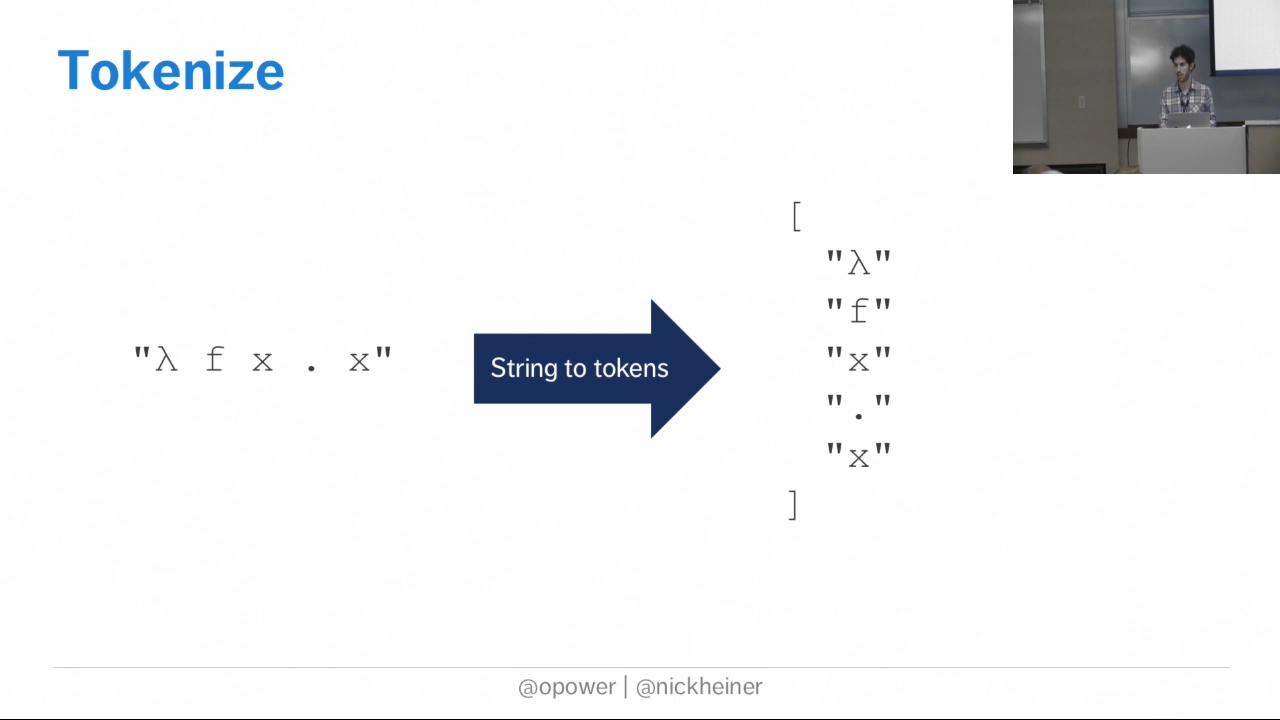 Tokenize
"λ f x . x"
String to tokens
[
"λ"
"f"
"x"
"."
"x"
]
@opower | @nickheiner